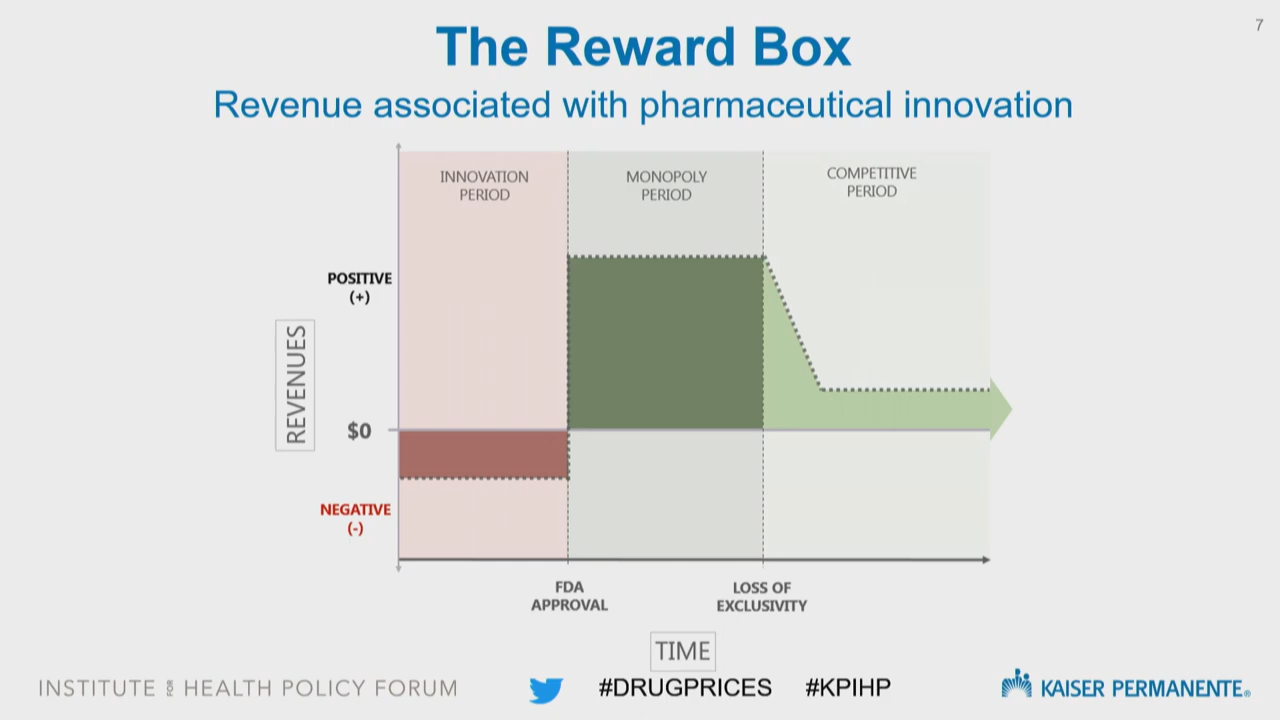 7
The Reward Box
Revenue associated with pharmaceutical innovation
INNOVATION
PERIOD
MONOPOLY
PERIOD
COMPETITIVE
PERIOD
POSITIVE
(+)
REVENUES
$0
NEGATIVE
(-)
FDA
APPROVAL
LOSS OF
EXCLUSIVITY
TIME
INSTITUTE FOR HEALTH POLICY FORUM
#DRUGPRICES #KPIHP
KAISER PERMANENTE®